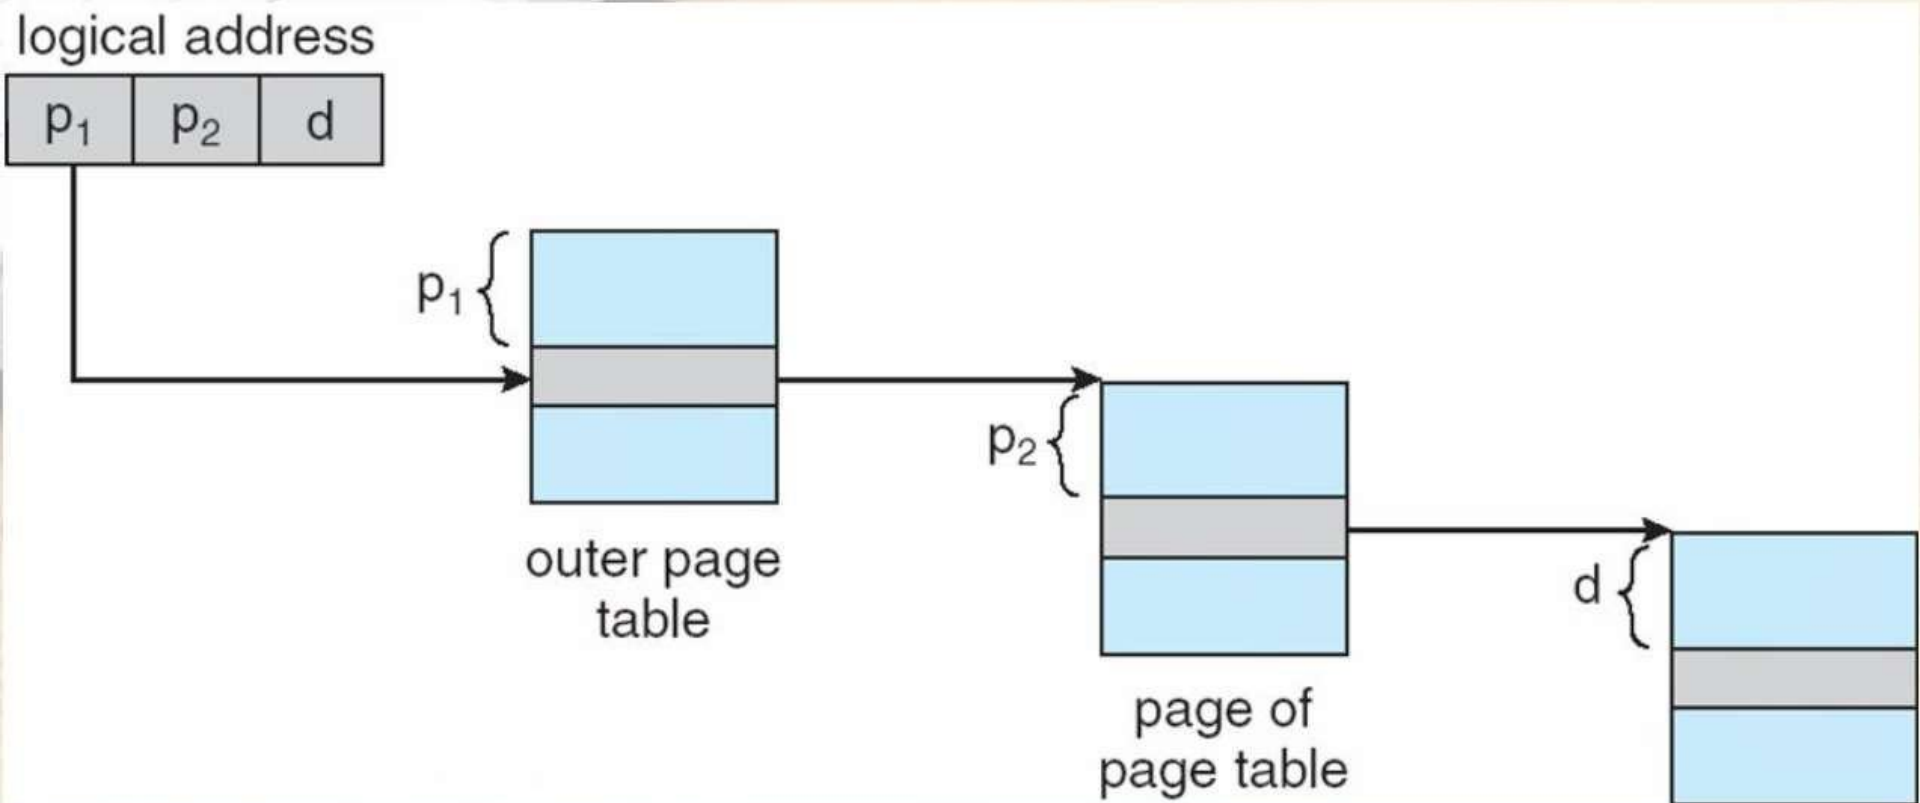 logical address
p₁ p₂ d
p₁
outer page
table
p₂
page of
page table
d